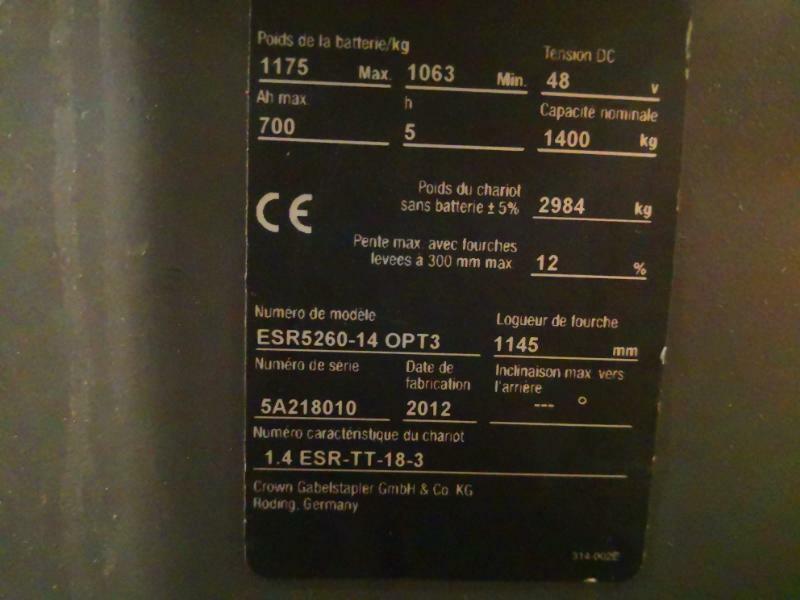 Poids de la batterie/kg
1175 Max. 1063 Min.
Tension DC
48 v
Ah max.
700
h
5
Capacité nominale
1400 kg
CE
Poids du chariot
sans batterie ± 5% 2984 kg
Pente max. avec fourches
levées à 300 mm max. 12 %
Numéro de modèle
ESR5260-14 OPT3
Logueur de fourche
1145 mm
Numéro de série
5A218010
Date de
fabrication
2012
Inclinaison max. vers
l'arrière
--- °
Numéro caractéristique du chariot
1.4 ESR-TT-18-3
Crown Gabelstapler GmbH & Co. KG
Roding, Germany
314-002E